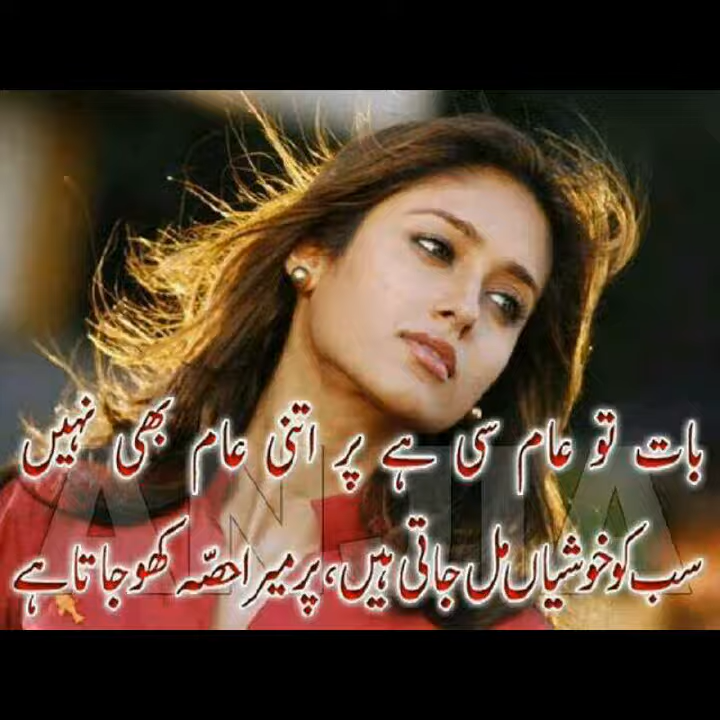 بات تو عام سی ہے پر اتنی عام بھی نہیں
سب کو خوشیاں مل جاتی ہیں، پر میرا حصّہ کھو جاتا ہے
ANJIA